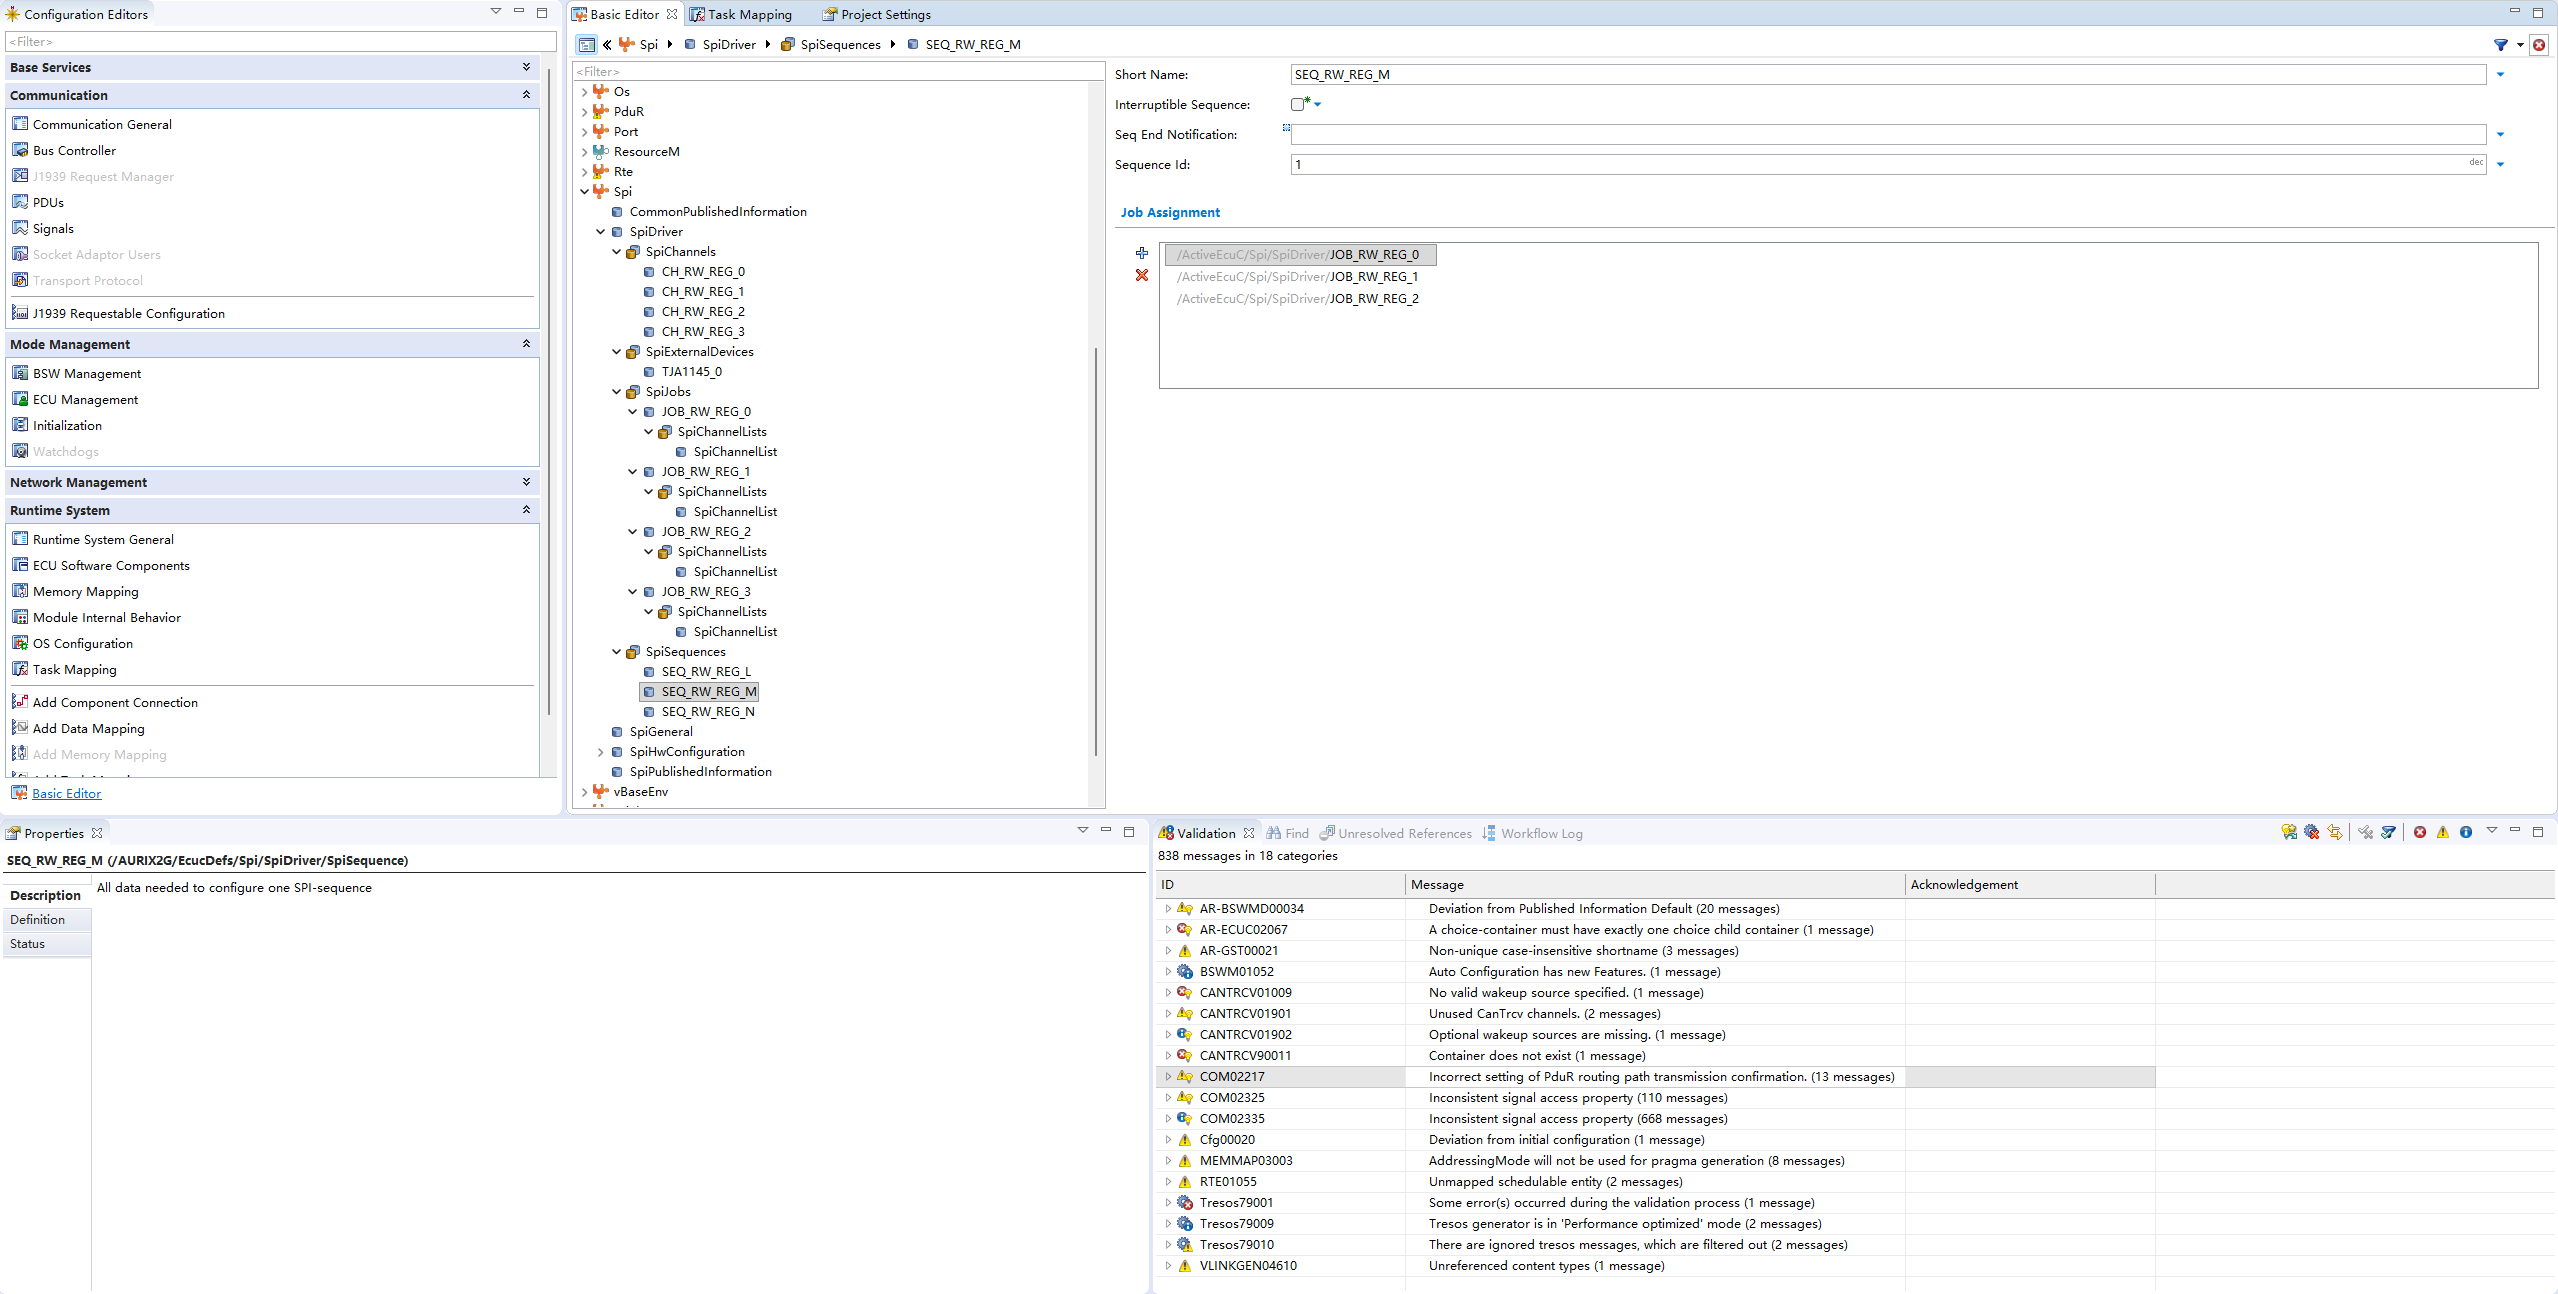 Configuration Editors
<Filter>
Base Services
Communication
Communication General
Bus Controller
J1939 Request Manager
PDUs
Signals
Socket Adaptor Users
Transport Protocol
J1939 Requestable Configuration
Mode Management
BSW Management
ECU Management
Initialization
Watchdogs
Network Management
Runtime System
Runtime System General
ECU Software Components
Memory Mapping
Module Internal Behavior
OS Configuration
Task Mapping
Add Component Connection
Add Data Mapping
Add Memory Mapping
Basic Editor
Basic Editor Task Mapping Project Settings
Spi SpiDriver SpiSequences SEQ_RW_REG_M
<Filter>
Os
PduR
Port
ResourceM
Rte
Spi
CommonPublishedInformation
SpiDriver
SpiChannels
CH_RW_REG_0
CH_RW_REG_1
CH_RW_REG_2
CH_RW_REG_3
SpiExternalDevices
TJA1145_0
SpiJobs
JOB_RW_REG_0
SpiChannelLists
SpiChannelList
JOB_RW_REG_1
SpiChannelLists
SpiChannelList
JOB_RW_REG_2
SpiChannelLists
SpiChannelList
JOB_RW_REG_3
SpiChannelLists
SpiChannelList
SpiSequences
SEQ_RW_REG_L
SEQ_RW_REG_M
SEQ_RW_REG_N
SpiGeneral
SpiHwConfiguration
SpiPublishedInformation
vBaseEnv
Short Name: SEQ_RW_REG_M
Interruptible Sequence:
Seq End Notification:
Sequence Id: 1 dec
Job Assignment
/ActiveEcuC/Spi/SpiDriver/JOB_RW_REG_0
/ActiveEcuC/Spi/SpiDriver/JOB_RW_REG_1
/ActiveEcuC/Spi/SpiDriver/JOB_RW_REG_2
Properties
SEQ_RW_REG_M (/AURIX2G/EcucDefs/Spi/SpiDriver/SpiSequence)
Description All data needed to configure one SPI-sequence
Definition
Status
Validation Find Unresolved References Workflow Log
838 messages in 18 categories
ID Message Acknowledgement
AR-BSWMD00034 Deviation from Published Information Default (20 messages)
AR-ECUC02067 A choice-container must have exactly one choice child container (1 message)
AR-GST00021 Non-unique case-insensitive shortname (3 messages)
BSWM01052 Auto Configuration has new Features. (1 message)
CANTRCV01009 No valid wakeup source specified. (1 message)
CANTRCV01901 Unused CanTrcv channels. (2 messages)
CANTRCV01902 Optional wakeup sources are missing. (1 message)
CANTRCV90011 Container does not exist (1 message)
COM02217 Incorrect setting of PduR routing path transmission confirmation. (13 messages)
COM02325 Inconsistent signal access property (110 messages)
COM02335 Inconsistent signal access property (668 messages)
Cfg00020 Deviation from initial configuration (1 message)
MEMMAP03003 AddressingMode will not be used for pragma generation (8 messages)
RTE01055 Unmapped schedulable entity (2 messages)
Tresos79001 Some error(s) occurred during the validation process (1 message)
Tresos79009 Tresos generator is in 'Performance optimized' mode (2 messages)
Tresos79010 There are ignored tresos messages, which are filtered out (2 messages)
VLINKGEN04610 Unreferenced content types (1 message)